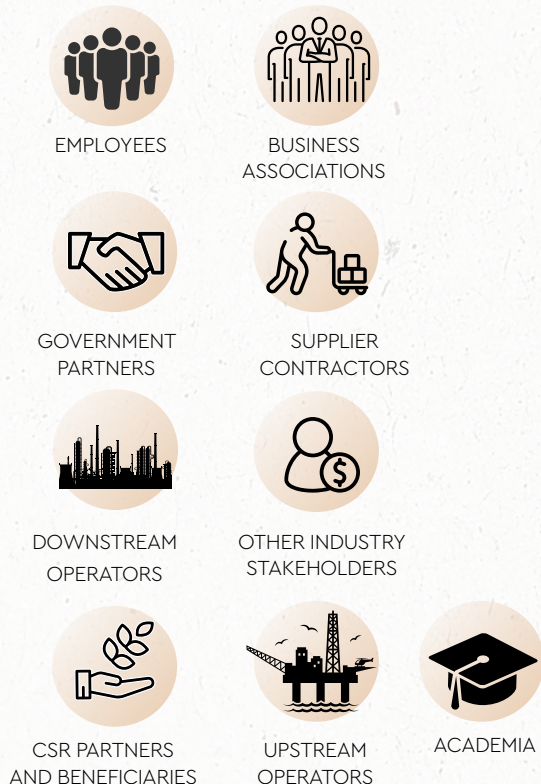 EMPLOYEES
BUSINESS
ASSOCIATIONS
GOVERNMENT
PARTNERS
SUPPLIER
CONTRACTORS
DOWNSTREAM
OPERATORS
OTHER INDUSTRY
STAKEHOLDERS
$
CSR PARTNERS
AND BENEFICIARIES
UPSTREAM
OPERATORS
ACADEMIA